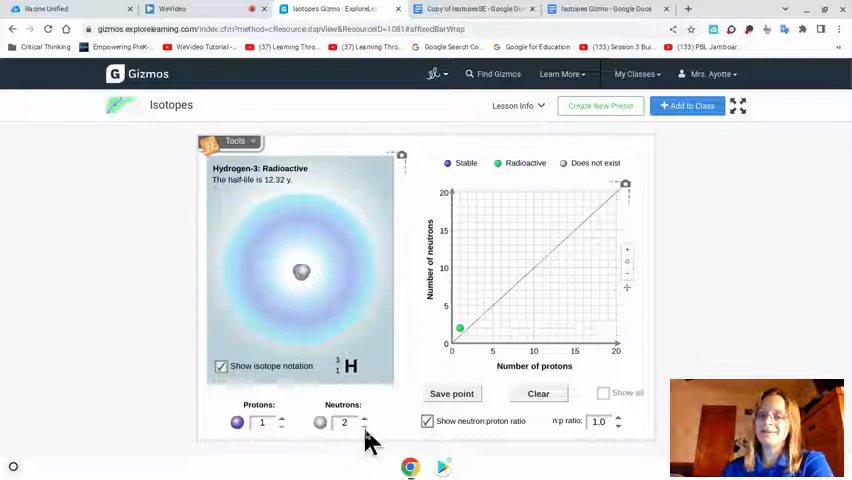 Racine Unified
WeVideo
Isotopes Gizmo : ExploreLea
Copy of IsotopesSE - Google Do
Isotopes Gizmo - Google Docs
gizmos.explorelearning.com/index.cfm?method=cResource.dspView&ResourceID=1081#affixedBarWrap
Critical Thinking
Empowering PreK-...
WeVideo Tutorial -...
(37) Learning Thro...
(37) Learning Thro...
Google Search Co...
Google for Education
(133) Session 3 Bui...
(133) PBL Jamboar...
Gizmos
Find Gizmos
Learn More
My Classes
Mrs. Ayotte
Isotopes
Lesson Info
Create New Preset
+ Add to Class
Tools
Hydrogen-3: Radioactive
The half-life is 12.32 y.
Show isotope notation
3
1 H
Protons:
1
Neutrons:
2
Stable
Radioactive
Does not exist
Number of neutrons
20
15
10
5
0
0 5 10 15 20
Number of protons
Save point
Clear
Show all
Show neutron:proton ratio
n:p ratio: 1.0